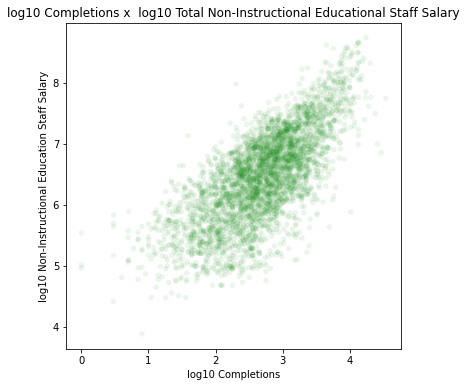 log10 Completions x  log10 Total Non-Instructional Educational Staff Salary
log10 Non-Instructional Education Staff Salary
8
7
6
5
4
0 1 2 3 4
log10 Completions